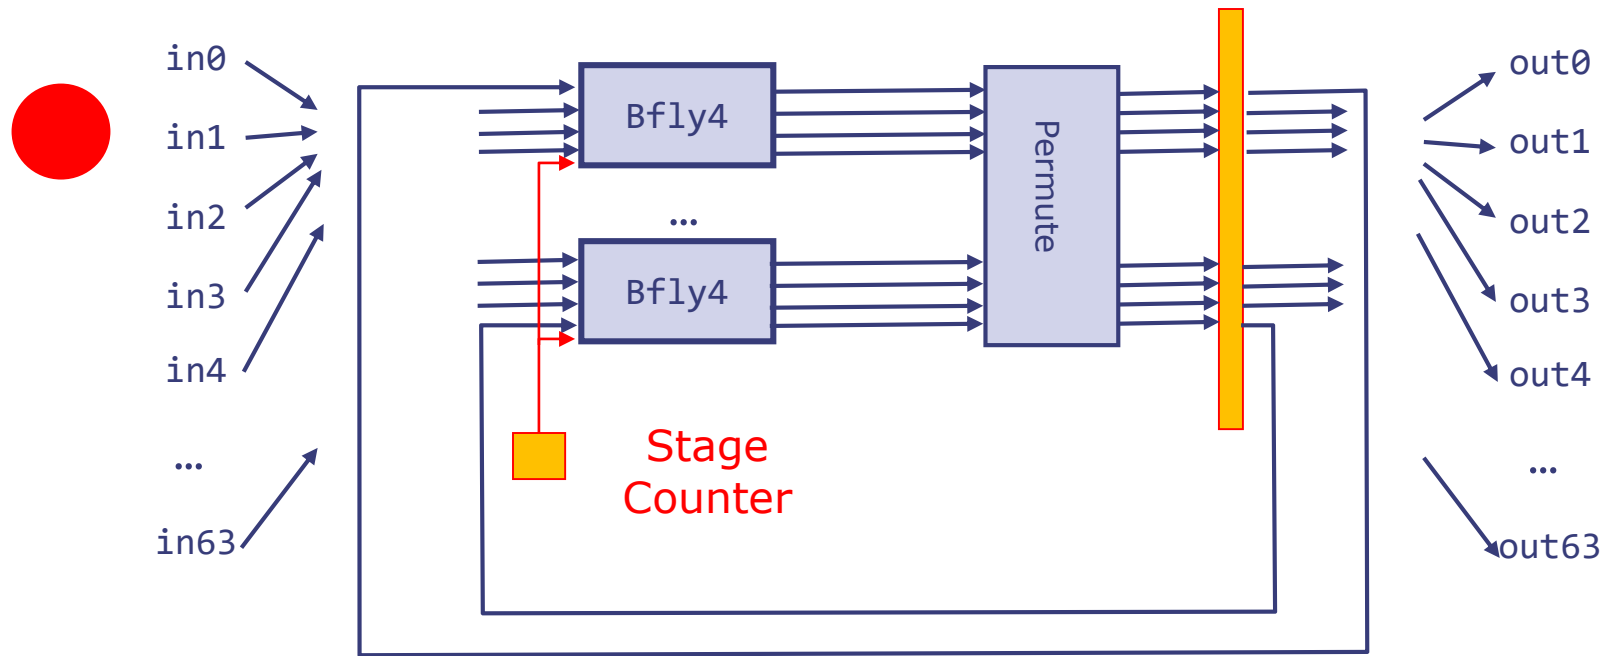 in0
in1
in2
in3
in4
...
in63
Bfly4
...
Bfly4
Permute
Stage
Counter
out0
out1
out2
out3
out4
...
out63